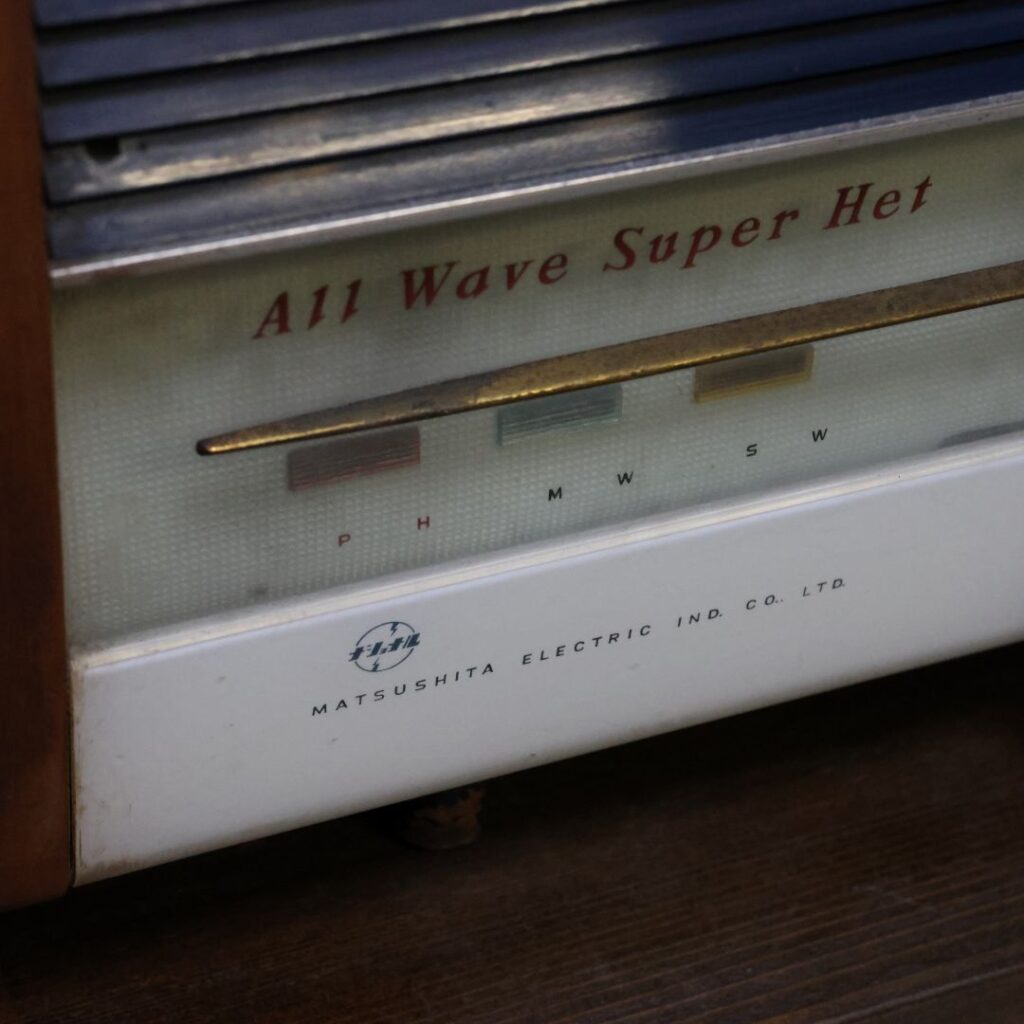 All Wave Super Het
P H M W S W
ナショナル
MATSUSHITA ELECTRIC IND. CO., LTD.